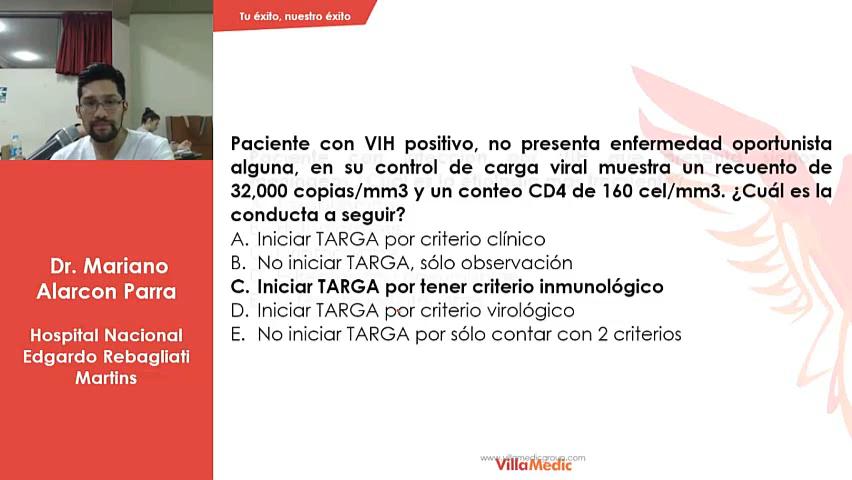 Tu éxito, nuestro éxito
Paciente con VIH positivo, no presenta enfermedad oportunista
alguna, en su control de carga viral muestra un recuento de
32,000 copias/mm3 y un conteo CD4 de 160 cel/mm3. ¿Cuál es la
conducta a seguir?
A. Iniciar TARGA por criterio clínico
B. No iniciar TARGA, sólo observación
C. Iniciar TARGA por tener criterio inmunológico
D. Iniciar TARGA por criterio virológico
E. No iniciar TARGA por sólo contar con 2 criterios
Dr. Mariano
Alarcon Parra
Hospital Nacional
Edgardo Rebagliati
Martins
www.villamedicgroup.com
VillaMedic